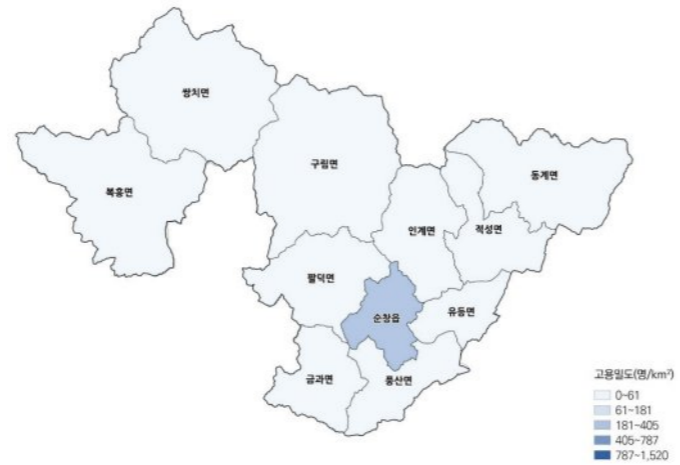 쌍치면
구림면
동계면
복흥면
인계면
적성면
팔덕면
유동면
순창읍
금과면
풍산면
고용밀도(명/km²)
0~61
61~181
181~405
405~787
787~1,520